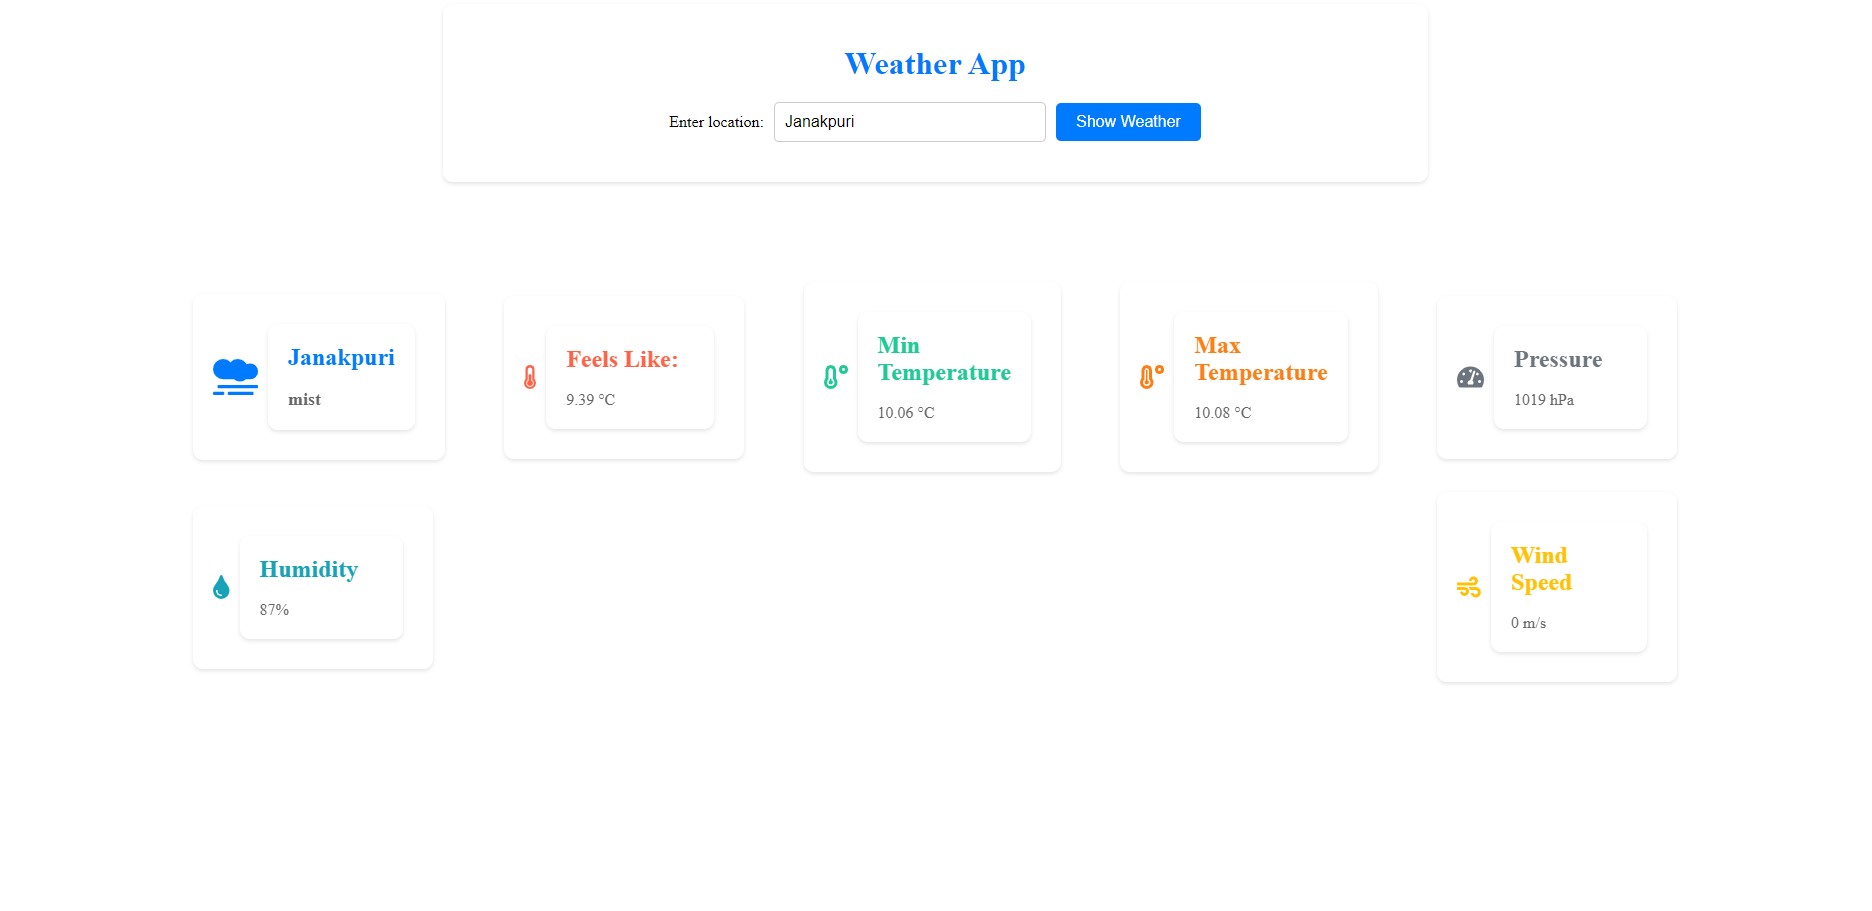 Weather App
Enter location: Janakpuri Show Weather
Janakpuri
mist
Feels Like:
9.39 °C
Min
Temperature
10.06 °C
Max
Temperature
10.08 °C
Pressure
1019 hPa
Humidity
87%
Wind
Speed
0 m/s